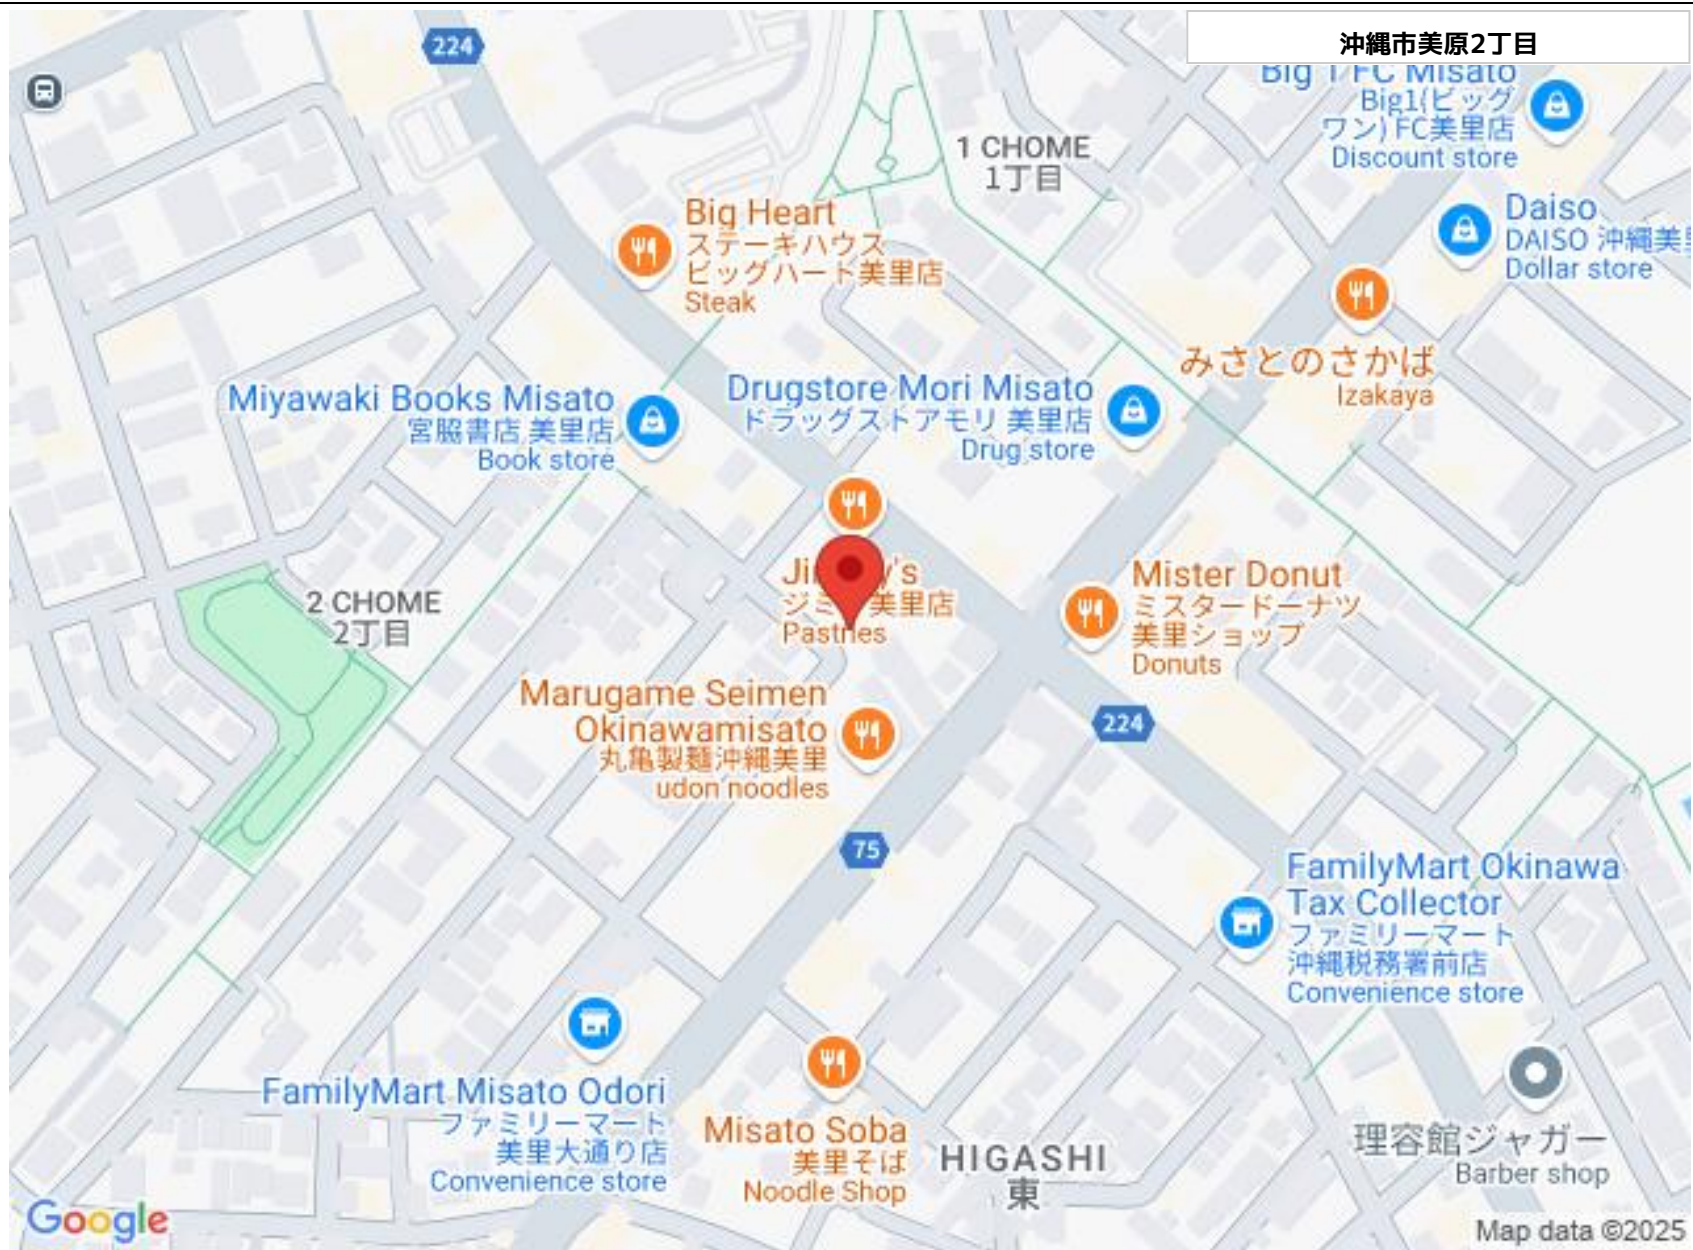 沖縄市美原2丁目
224
Big 1 FC Misato
Big1(ビッグ
ワン) FC美里店
Discount store
1 CHOME
1丁目
Big Heart
ステーキハウス
ビッグハート美里店
Steak
Daiso
DAISO 沖縄美里
Dollar store
みさとのさかば
Izakaya
Miyawaki Books Misato
宮脇書店 美里店
Book store
Drugstore Mori Misato
ドラッグストアモリ 美里店
Drug store
Pastries
Mister Donut
ミスタードーナツ
美里ショップ
Donuts
2 CHOME
2丁目
Marugame Seimen
Okinawamisato
丸亀製麺沖縄美里
udon noodles
224
75
FamilyMart Okinawa
Tax Collector
ファミリーマート
沖縄税務署前店
Convenience store
FamilyMart Misato Odori
ファミリーマート
美里大通り店
Convenience store
Misato Soba
美里そば
Noodle Shop
HIGASHI
東
理容館ジャガー
Barber shop
Google
Map data ©2025